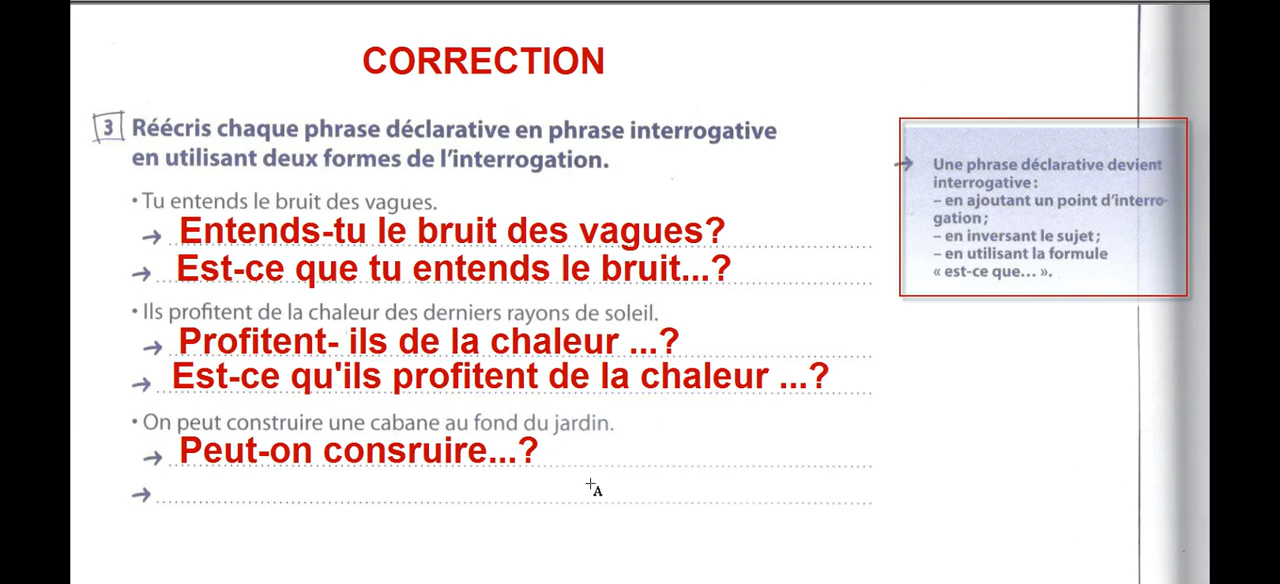 CORRECTION
3 Réécris chaque phrase déclarative en phrase interrogative
en utilisant deux formes de l'interrogation.
• Tu entends le bruit des vagues.
→ Entends-tu le bruit des vagues?
→ Est-ce que tu entends le bruit...?
• Ils profitent de la chaleur des derniers rayons de soleil.
→ Profitent- ils de la chaleur ...?
→ Est-ce qu'ils profitent de la chaleur ...?
• On peut construire une cabane au fond du jardin.
→ Peut-on consruire...?
→
→ Une phrase déclarative devient
interrogative :
– en ajoutant un point d'interro-
gation ;
– en inversant le sujet ;
– en utilisant la formule
« est-ce que... ».